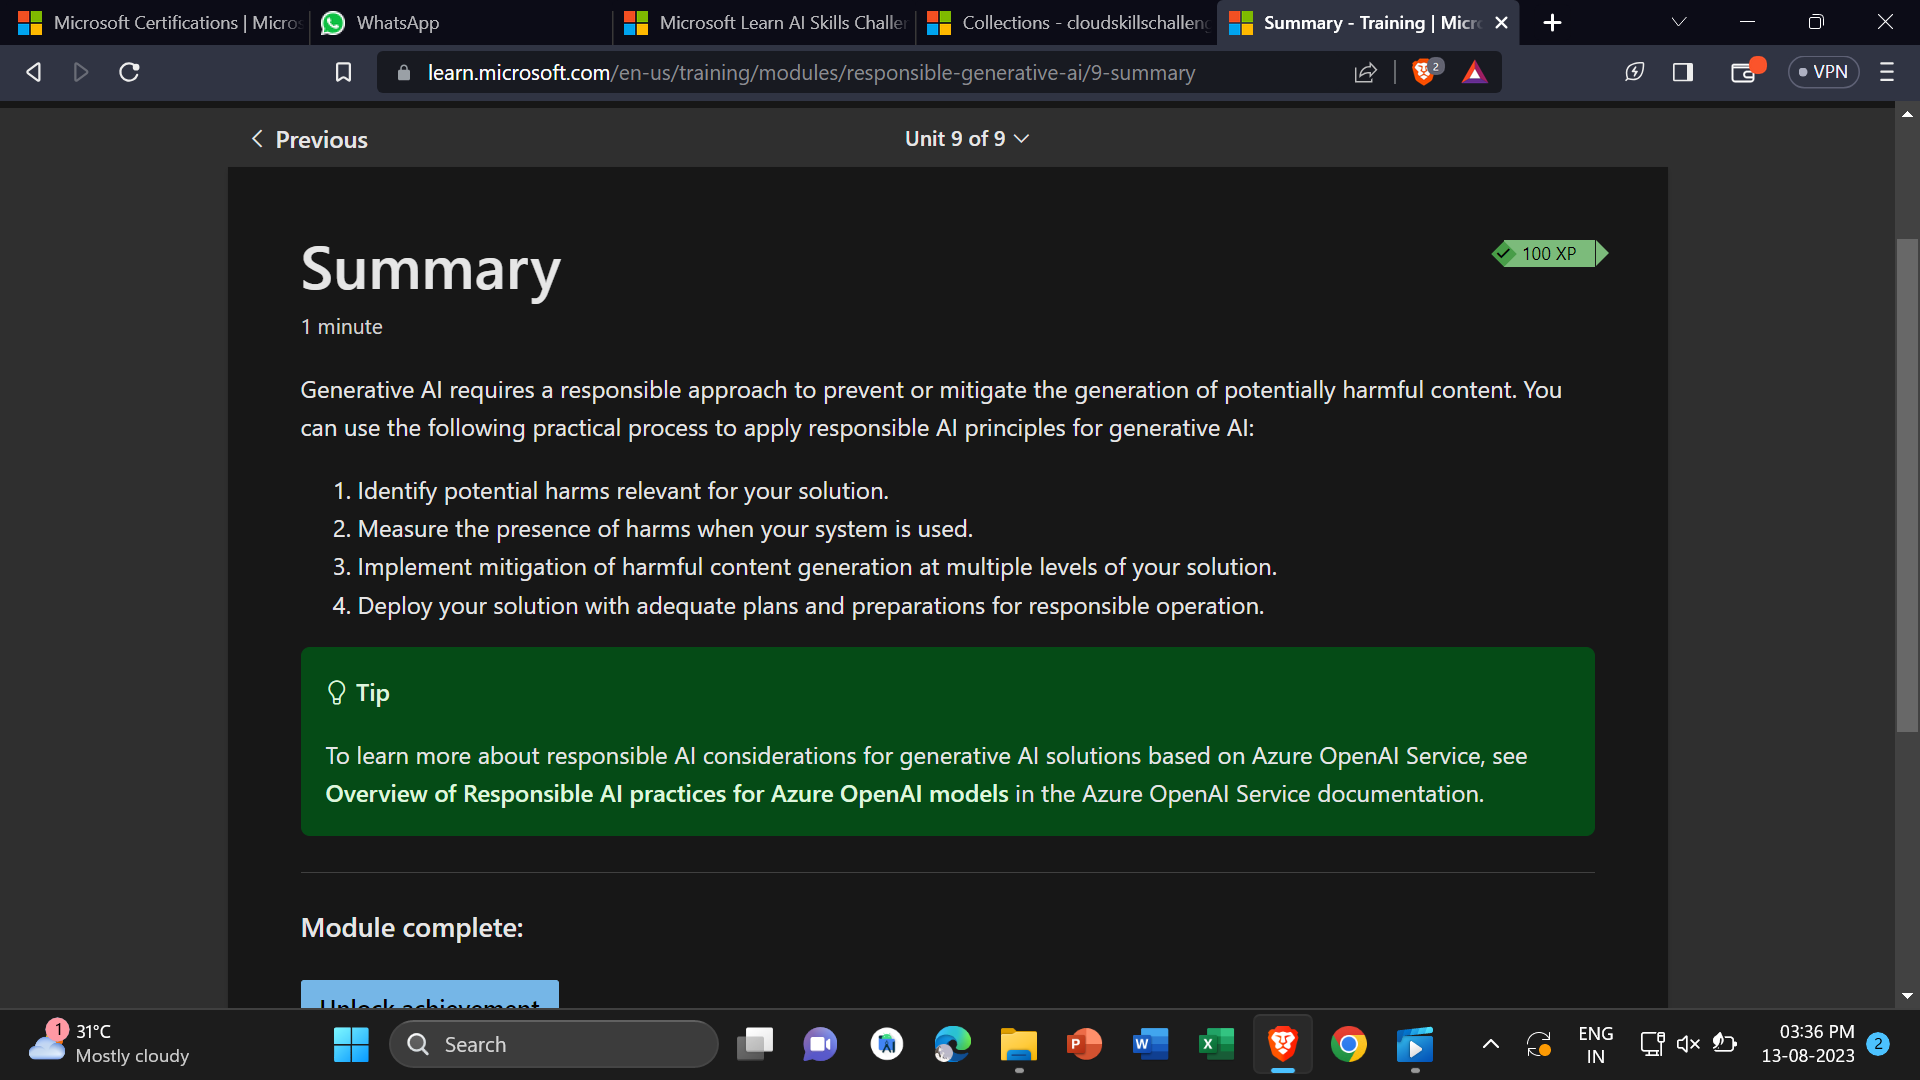 Microsoft Certifications | Micros
WhatsApp
Microsoft Learn AI Skills Challer
Collections - cloudskillschalleng
Summary - Training | Micro
learn.microsoft.com/en-us/training/modules/responsible-generative-ai/9-summary
2
VPN
Previous
Unit 9 of 9
Summary
100 XP
1 minute
Generative AI requires a responsible approach to prevent or mitigate the generation of potentially harmful content. You
can use the following practical process to apply responsible AI principles for generative AI:
1. Identify potential harms relevant for your solution.
2. Measure the presence of harms when your system is used.
3. Implement mitigation of harmful content generation at multiple levels of your solution.
4. Deploy your solution with adequate plans and preparations for responsible operation.
Tip
To learn more about responsible AI considerations for generative AI solutions based on Azure OpenAI Service, see
Overview of Responsible AI practices for Azure OpenAI models in the Azure OpenAI Service documentation.
Module complete:
Unlock achievement
1
31°C
Mostly cloudy
Search
AI
P
W
X
ENG
IN
03:36 PM
13-08-2023
2